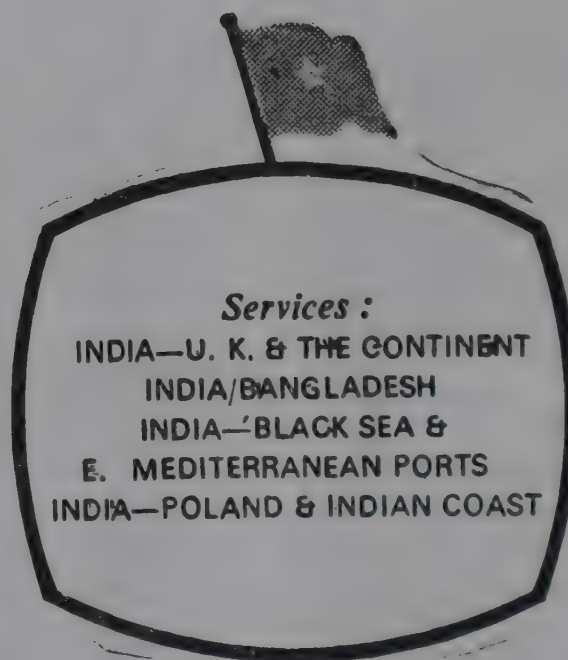 Services :
INDIA—U. K. & THE CONTINENT
INDIA/BANGLADESH
INDIA—BLACK SEA &
E. MEDITERRANEAN PORTS
INDIA—POLAND & INDIAN COAST